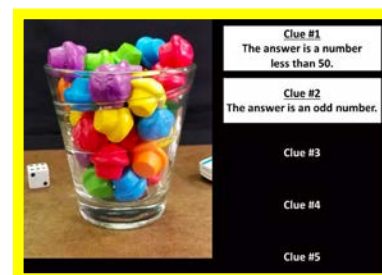 Clue #1
The answer is a number
less than 50.
Clue #2
The answer is an odd number.
Clue #3
Clue #4
Clue #5